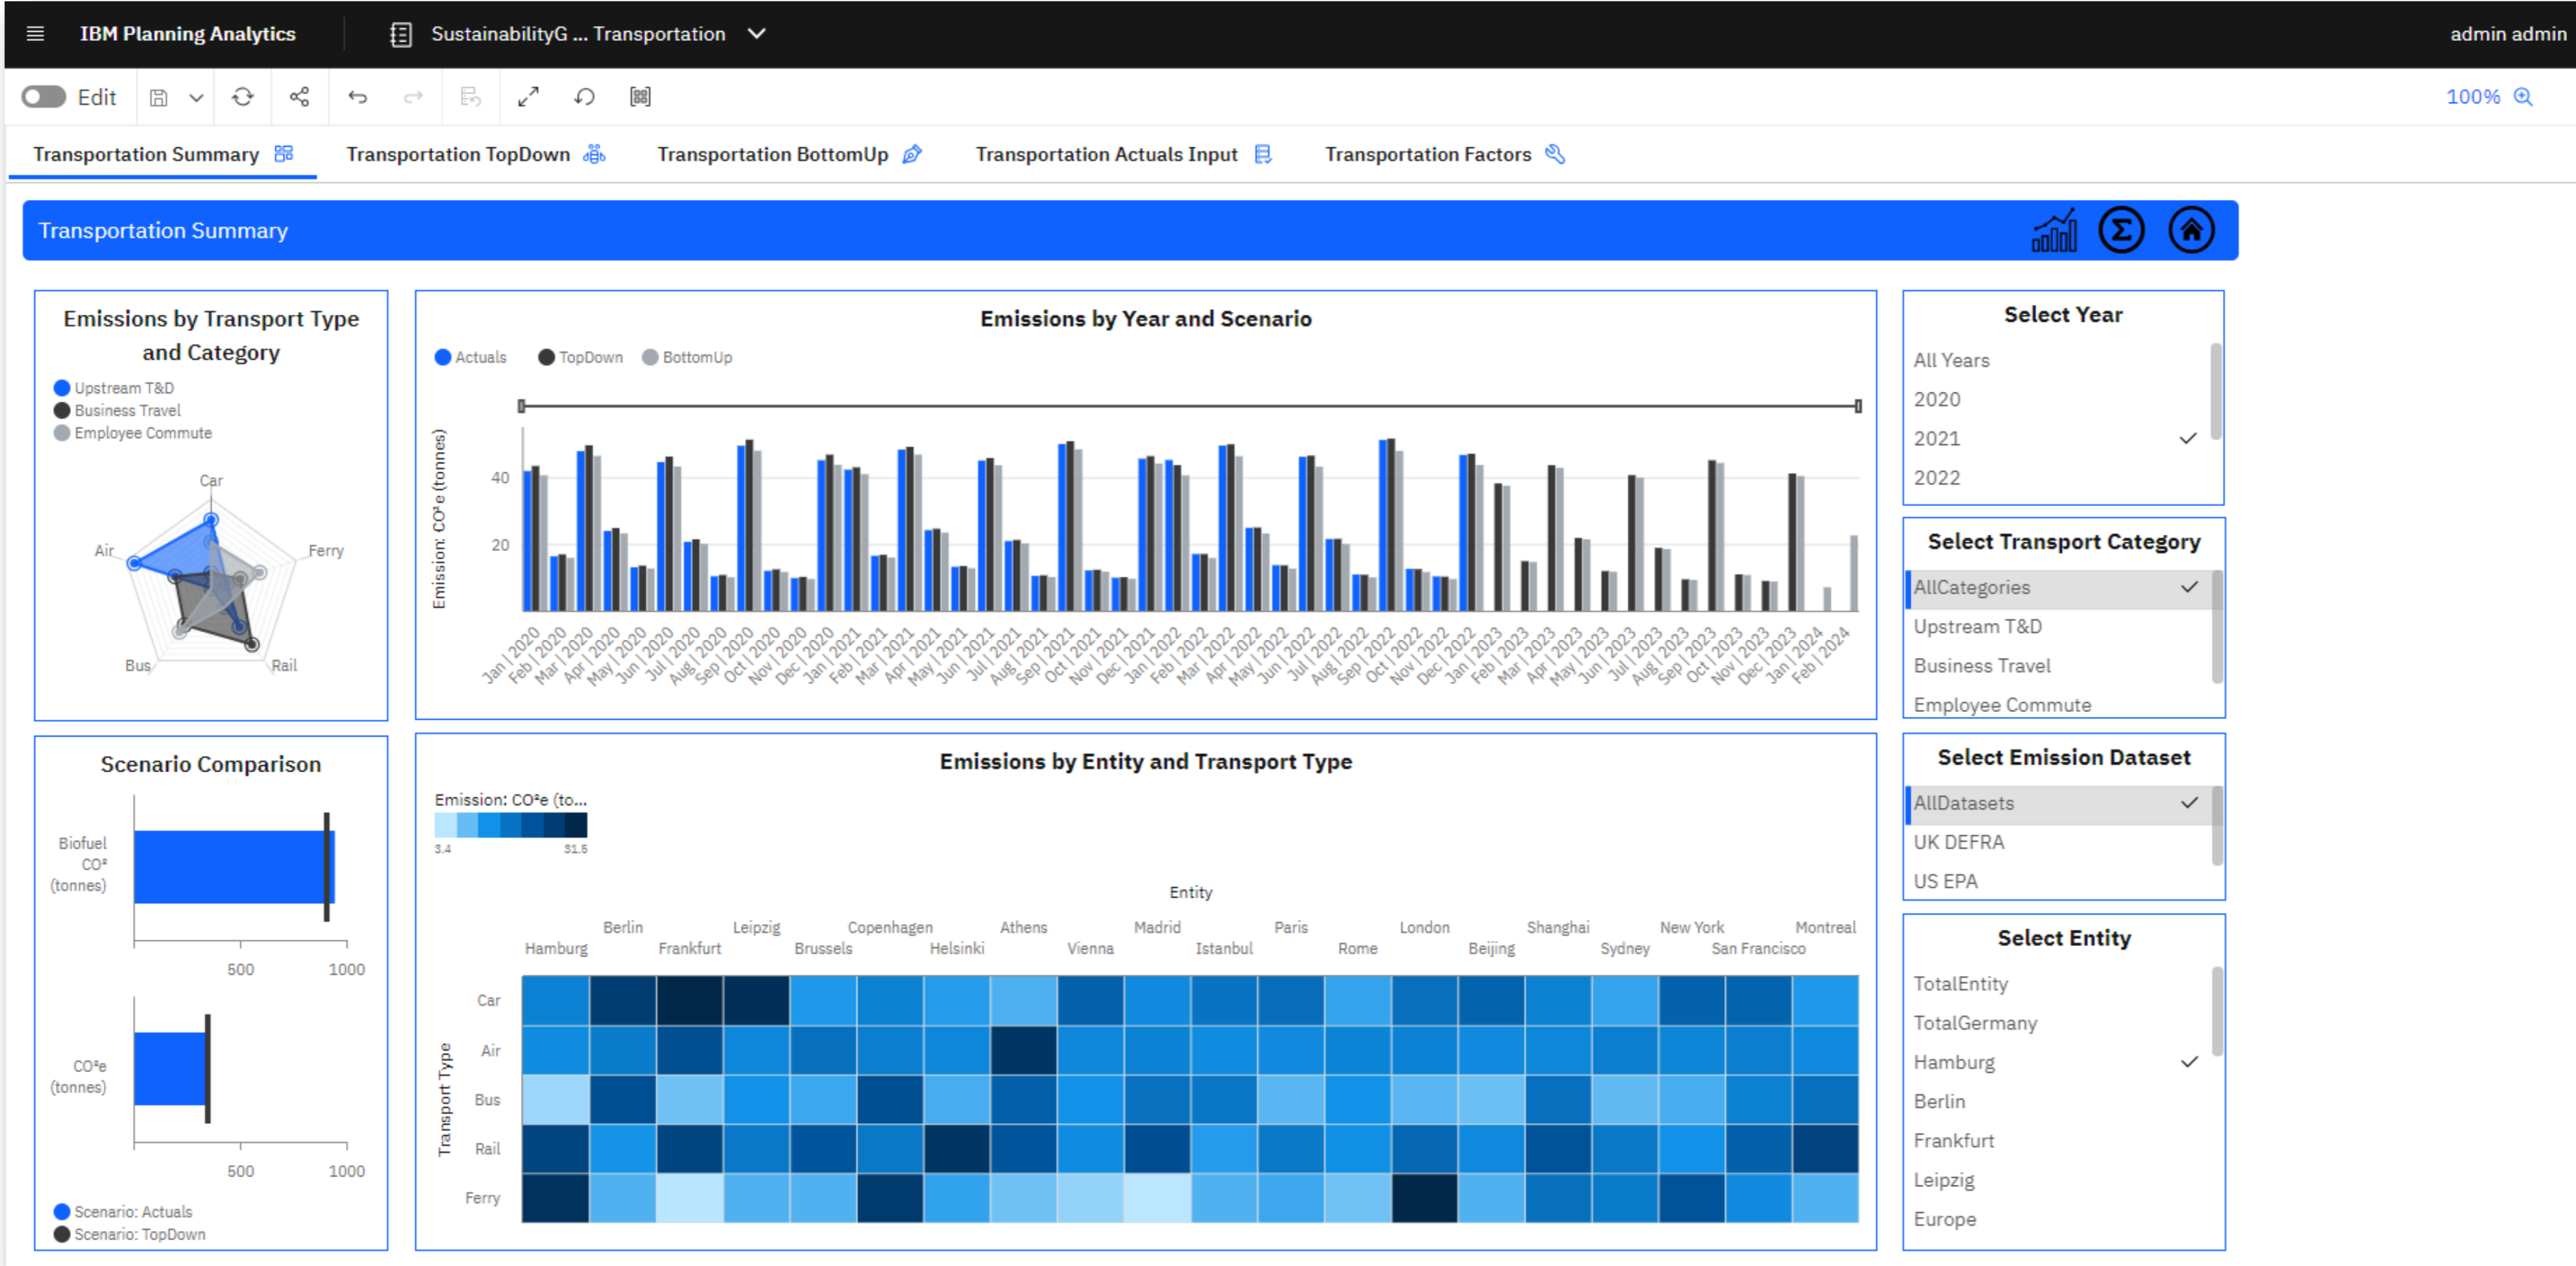 IBM Planning Analytics
SustainabilityG ... Transportation
admin admin
Edit
100%
Transportation Summary
Transportation TopDown
Transportation BottomUp
Transportation Actuals Input
Transportation Factors
Transportation Summary
Emissions by Transport Type
and Category
Upstream T&D
Business Travel
Employee Commute
Car
Air
Ferry
Bus
Rail
Emissions by Year and Scenario
Actuals
TopDown
BottomUp
Emission: CO²e (tonnes)
40
20
Jan | 2020
Feb | 2020
Mar | 2020
Apr | 2020
May | 2020
Jun | 2020
Jul | 2020
Aug | 2020
Sep | 2020
Oct | 2020
Nov | 2020
Dec | 2020
Jan | 2021
Feb | 2021
Mar | 2021
Apr | 2021
May | 2021
Jun | 2021
Jul | 2021
Aug | 2021
Sep | 2021
Oct | 2021
Nov | 2021
Dec | 2021
Jan | 2022
Feb | 2022
Mar | 2022
Apr | 2022
May | 2022
Jun | 2022
Jul | 2022
Aug | 2022
Sep | 2022
Oct | 2022
Nov | 2022
Dec | 2022
Jan | 2023
Feb | 2023
Mar | 2023
Apr | 2023
May | 2023
Jun | 2023
Jul | 2023
Aug | 2023
Sep | 2023
Oct | 2023
Nov | 2023
Dec | 2023
Jan | 2024
Feb | 2024
Select Year
All Years
2020
2021
2022
Select Transport Category
AllCategories
Upstream T&D
Business Travel
Employee Commute
Scenario Comparison
Biofuel
CO²
(tonnes)
500
1000
CO²e
(tonnes)
500
1000
Scenario: Actuals
Scenario: TopDown
Emissions by Entity and Transport Type
Emission: CO²e (to...
3.4
31.5
Entity
Hamburg
Berlin
Frankfurt
Leipzig
Brussels
Copenhagen
Helsinki
Athens
Vienna
Madrid
Istanbul
Paris
Rome
London
Beijing
Shanghai
Sydney
New York
San Francisco
Montreal
Transport Type
Car
Air
Bus
Rail
Ferry
Select Emission Dataset
AllDatasets
UK DEFRA
US EPA
Select Entity
TotalEntity
TotalGermany
Hamburg
Berlin
Frankfurt
Leipzig
Europe